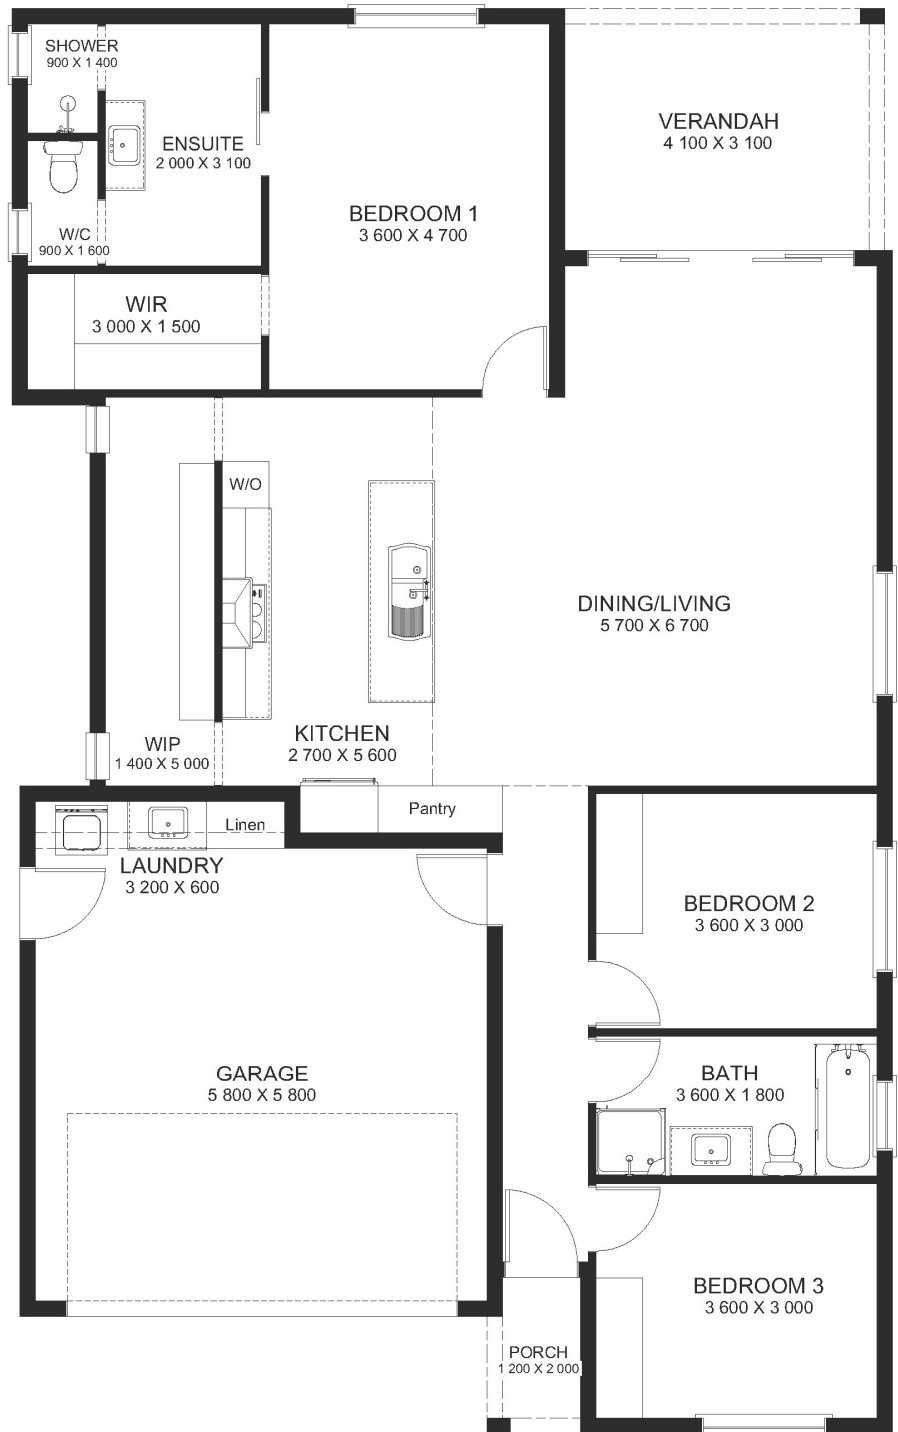 SHOWER
900 X 1 400
ENSUITE
2 000 X 3 100
W/C
900 X 1 600
WIR
3 000 X 1 500
BEDROOM 1
3 600 X 4 700
VERANDAH
4 100 X 3 100
W/O
DINING/LIVING
5 700 X 6 700
KITCHEN
2 700 X 5 600
WIP
1 400 X 5 000
Pantry
Linen
LAUNDRY
3 200 X 600
BEDROOM 2
3 600 X 3 000
GARAGE
5 800 X 5 800
BATH
3 600 X 1 800
BEDROOM 3
3 600 X 3 000
PORCH
1 200 X 2 000